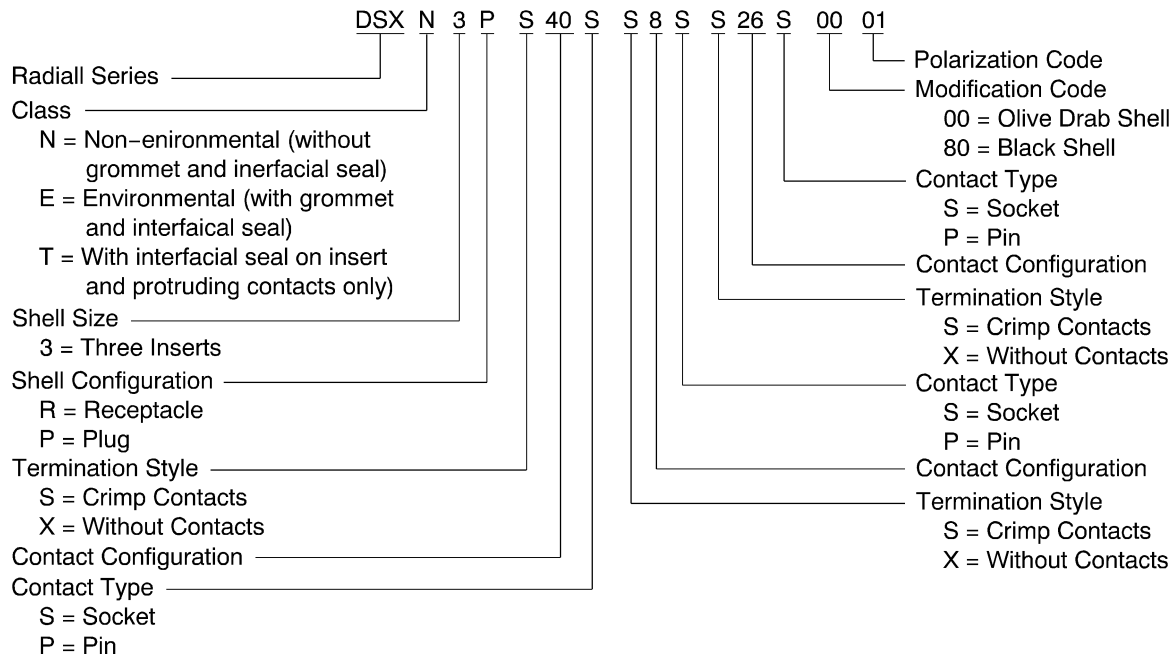 DSX N 3 P S 40 S S 8 S S 26 S 00 01
Radiall Series
Class
N = Non-enironmental (without
grommet and inerfacial seal)
E = Environmental (with grommet
and interfaical seal)
T = With interfacial seal on insert
and protruding contacts only)
Shell Size
3 = Three Inserts
Shell Configuration
R = Receptacle
P = Plug
Termination Style
S = Crimp Contacts
X = Without Contacts
Contact Configuration
Contact Type
S = Socket
P = Pin
Polarization Code
Modification Code
00 = Olive Drab Shell
80 = Black Shell
Contact Type
S = Socket
P = Pin
Contact Configuration
Termination Style
S = Crimp Contacts
X = Without Contacts
Contact Type
S = Socket
P = Pin
Contact Configuration
Termination Style
S = Crimp Contacts
X = Without Contacts